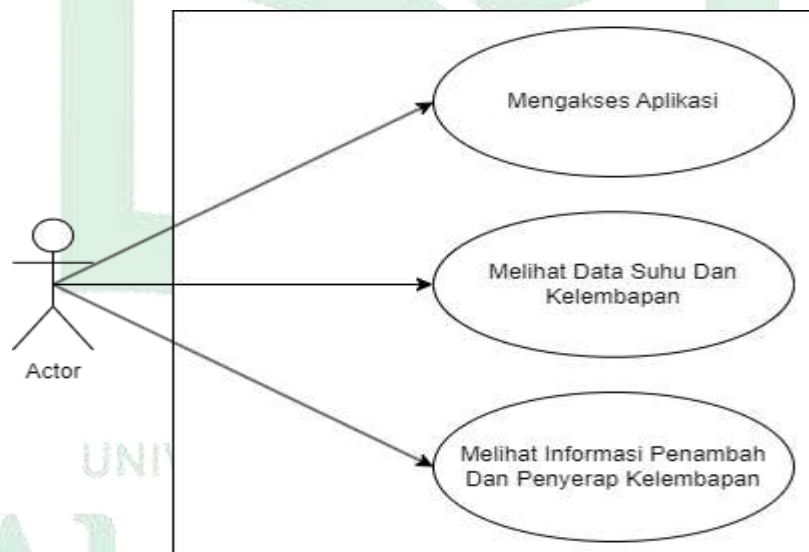 Mengakses Aplikasi
Melihat Data Suhu Dan
Kelembapan
Actor
Melihat Informasi Penambah
Dan Penyerap Kelembapan